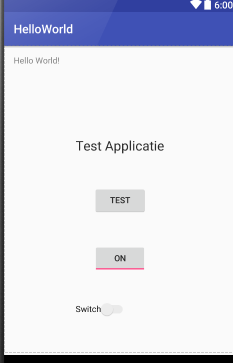 6:00
HelloWorld
Hello World!
Test Applicatie
TEST
ON
Switch